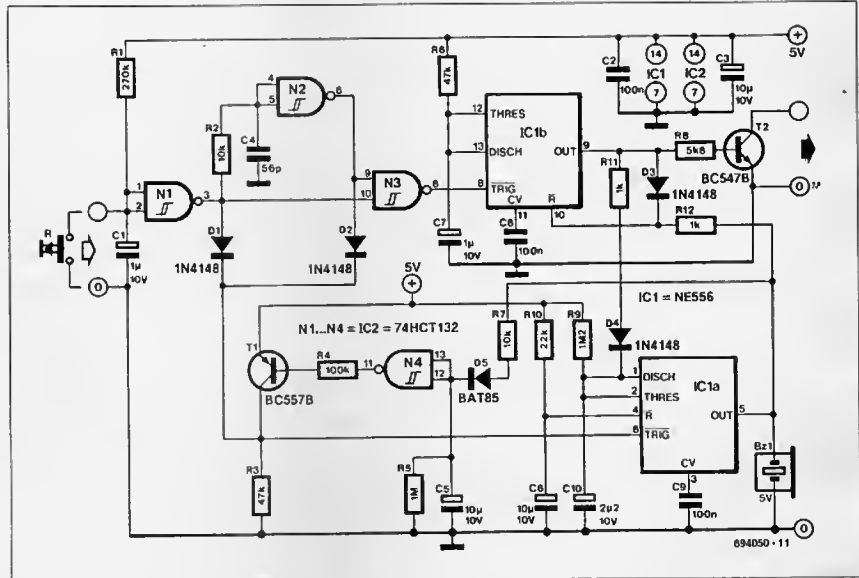 R1
270k
R
C1
1µ
10V
1
2
N1
3
R2
10k
4
5
N2
6
C4
56p
9
10
N3
8
D1
1N4148
D2
1N4148
R6
47k
12
THRES
13
DISCH
IC1b
OUT
9
8
TRIG
CV
R
11
10
C7
1µ
10V
C8
100n
C2
100n
14
IC1
7
14
IC2
7
C3
10µ
10V
+
5V
R11
1k
R8
5k6
D3
1N4148
R12
1k
T2
BC547B
0
IC1 = NE556
5V
+
N1...N4 = IC2 = 74HCT132
T1
BC557B
R4
100k
11
N4
13
12
D5
BAT85
R7
10k
R10
22k
R9
1M2
D4
1N4148
1
DISCH
2
THRES
4
R
6
TRIG
IC1a
OUT
5
CV
3
R3
47k
R5
1M
C5
10µ
10V
C6
10µ
10V
C10
2µ2
10V
C9
100n
Bz1
5V
0
0
894050 - 11